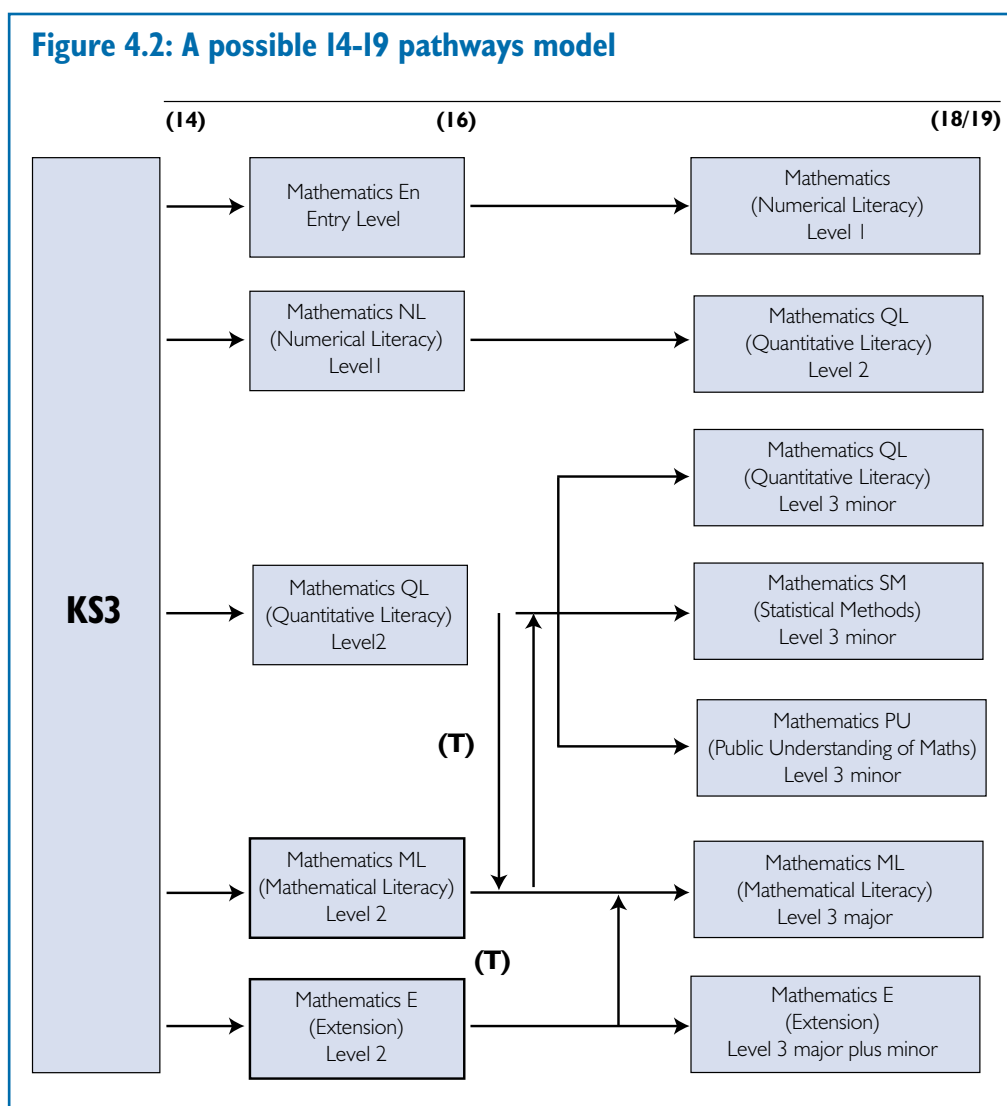 Figure 4.2: A possible 14-19 pathways model
(14)
(16)
(18/19)
KS3
Mathematics En
Entry Level
Mathematics
(Numerical Literacy)
Level 1
Mathematics NL
(Numerical Literacy)
Level1
Mathematics QL
(Quantitative Literacy)
Level 2
Mathematics QL
(Quantitative Literacy)
Level 3 minor
Mathematics QL
(Quantitative Literacy)
Level2
Mathematics SM
(Statistical Methods)
Level 3 minor
(T)
Mathematics PU
(Public Understanding of Maths)
Level 3 minor
Mathematics ML
(Mathematical Literacy)
Level 2
Mathematics ML
(Mathematical Literacy)
Level 3 major
(T)
Mathematics E
(Extension)
Level 2
Mathematics E
(Extension)
Level 3 major plus minor